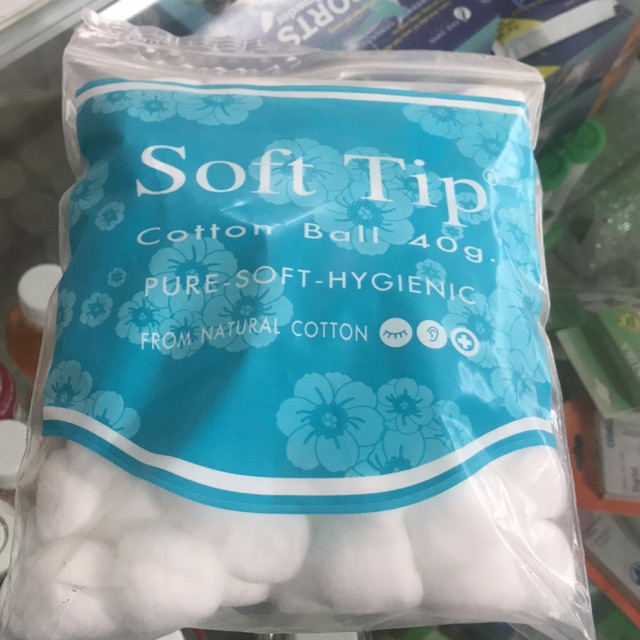 Soft Tip®
Cotton Ball 40g.
PURE-SOFT-HYGIENIC
FROM NATURAL COTTON